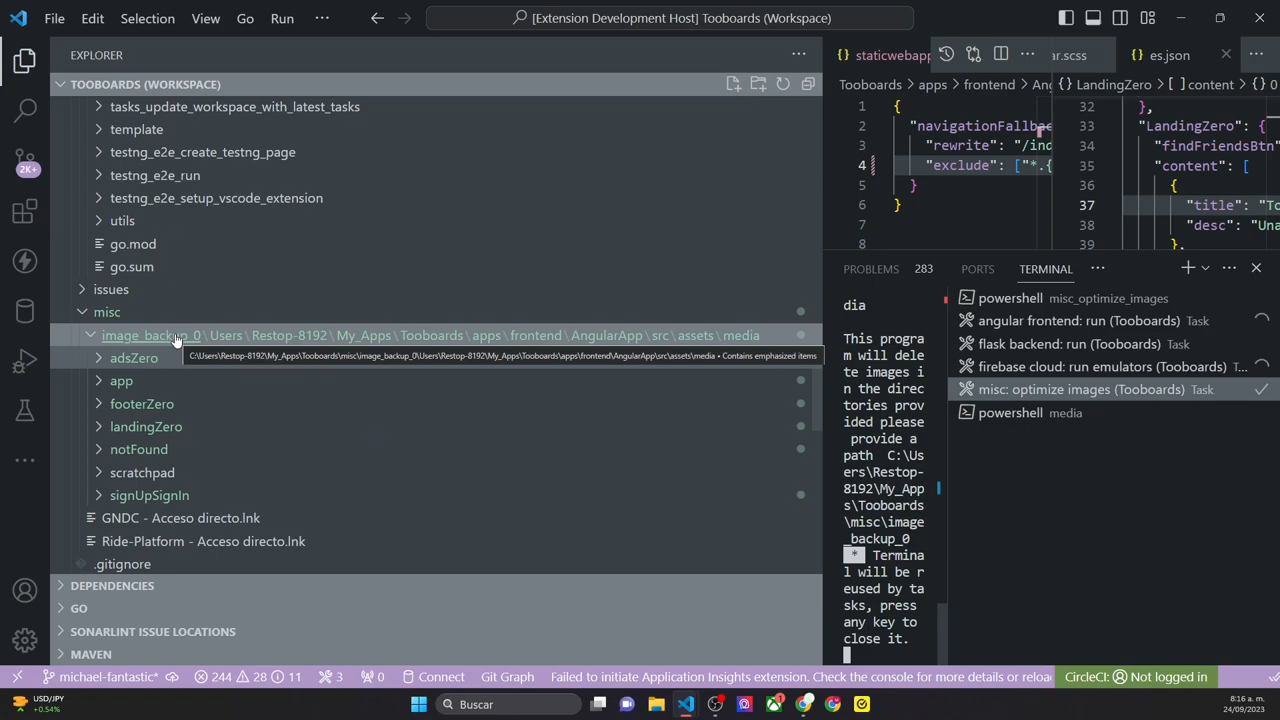 File Edit Selection View Go Run ··· [Extension Development Host] Tooboards (Workspace)
EXPLORER
TOOBOARDS (WORKSPACE)
tasks_update_workspace_with_latest_tasks
template
testng_e2e_create_testng_page
testng_e2e_run
testng_e2e_setup_vscode_extension
utils
go.mod
go.sum
issues
misc
image_backup_0\Users\Restop-8192\My_Apps\Tooboards\apps\frontend\AngularApp\src\assets\media
C:\Users\Restop-8192\My_Apps\Tooboards\misc\image_backup_0\Users\Restop-8192\My_Apps\Tooboards\apps\frontend\AngularApp\src\assets\media • Contains emphasized items
adsZero
app
footerZero
landingZero
notFound
scratchpad
signUpSignIn
GNDC - Acceso directo.lnk
Ride-Platform - Acceso directo.lnk
.gitignore
DEPENDENCIES
GO
SONARLINT ISSUE LOCATIONS
MAVEN
2K+
{} staticwebapp
Tooboards > apps > frontend > An
1 {
2 "navigationFallba
3 "rewrite": "/ind
4 "exclude": ["*.{
5 }
6 }
7
8
ar.scss
{} es.json
{} LandingZero > [ ] content > {} 0
32 },
33 "LandingZero": {
34 "findFriendsBtn"
35 "content": [
36 {
37 "title": "To
38 "desc": "Una
39 },
PROBLEMS 283 PORTS TERMINAL ···
dia
This progra
m will dele
te images i
n the direc
tories prov
ided please
provide a
path C:\Us
ers\Restop-
8192\My_App
s\Tooboards
\misc\image
_backup_0
* Termina
l will be r
eused by ta
sks, press
any key to
close it.
powershell misc_optimize_images
angular frontend: run (Tooboards) Task
flask backend: run (Tooboards) Task
firebase cloud: run emulators (Tooboards) T...
misc: optimize images (Tooboards) Task
powershell media
michael-fantastic* 244 28 11 3 0 Connect Git Graph Failed to initiate Application Insights extension. Check the console for more details or reloa CircleCI: Not logged in
USD/JPY
+0.54%
Buscar
1
8:16 a. m.
24/09/2023